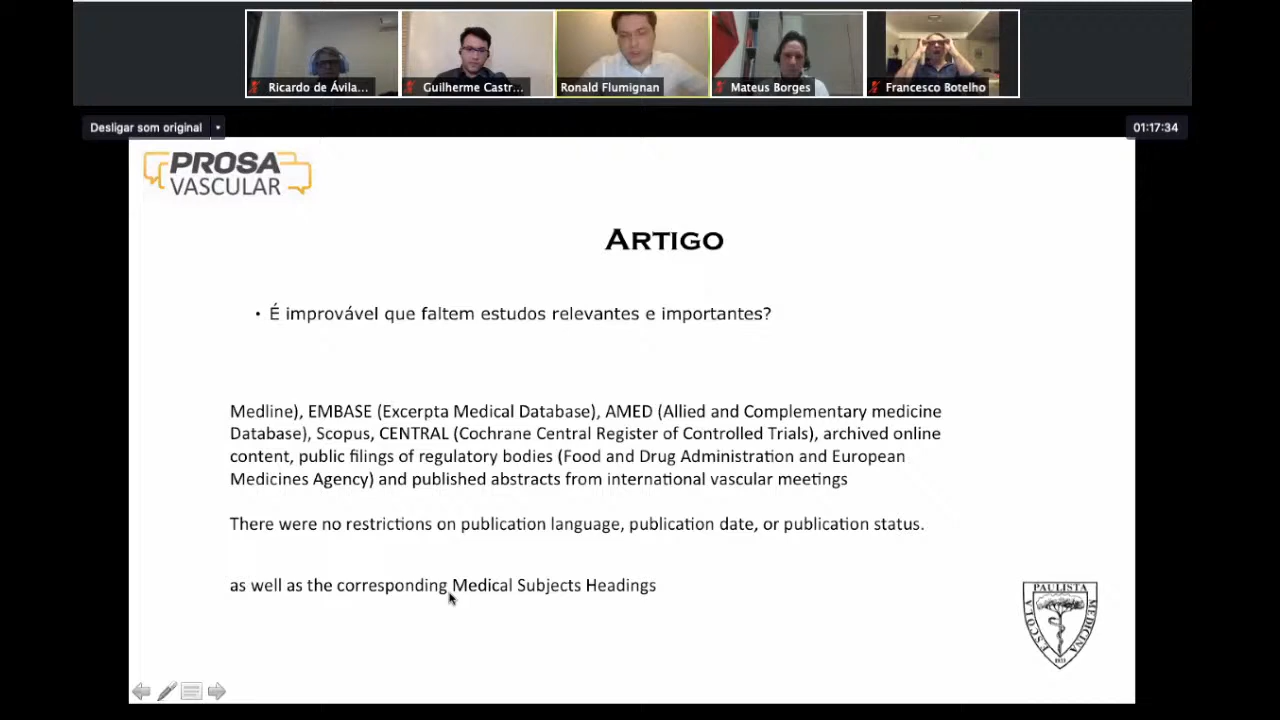 Ricardo de Ávila...
Guilherme Castr...
Ronald Flumignan
Mateus Borges
Francesco Botelho
Desligar som original
01:17:34
PROSA
VASCULAR
ARTIGO
• É improvável que faltem estudos relevantes e importantes?
Medline), EMBASE (Excerpta Medical Database), AMED (Allied and Complementary medicine
Database), Scopus, CENTRAL (Cochrane Central Register of Controlled Trials), archived online
content, public filings of regulatory bodies (Food and Drug Administration and European
Medicines Agency) and published abstracts from international vascular meetings
There were no restrictions on publication language, publication date, or publication status.
as well as the corresponding Medical Subjects Headings
PAULISTA
ESCOLA
MEDICINA
1933